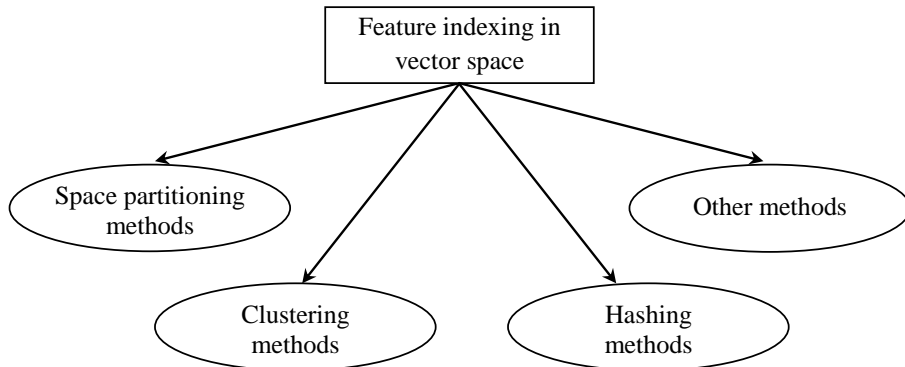 Feature indexing in
vector space
Space partitioning
methods
Other methods
Clustering
methods
Hashing
methods